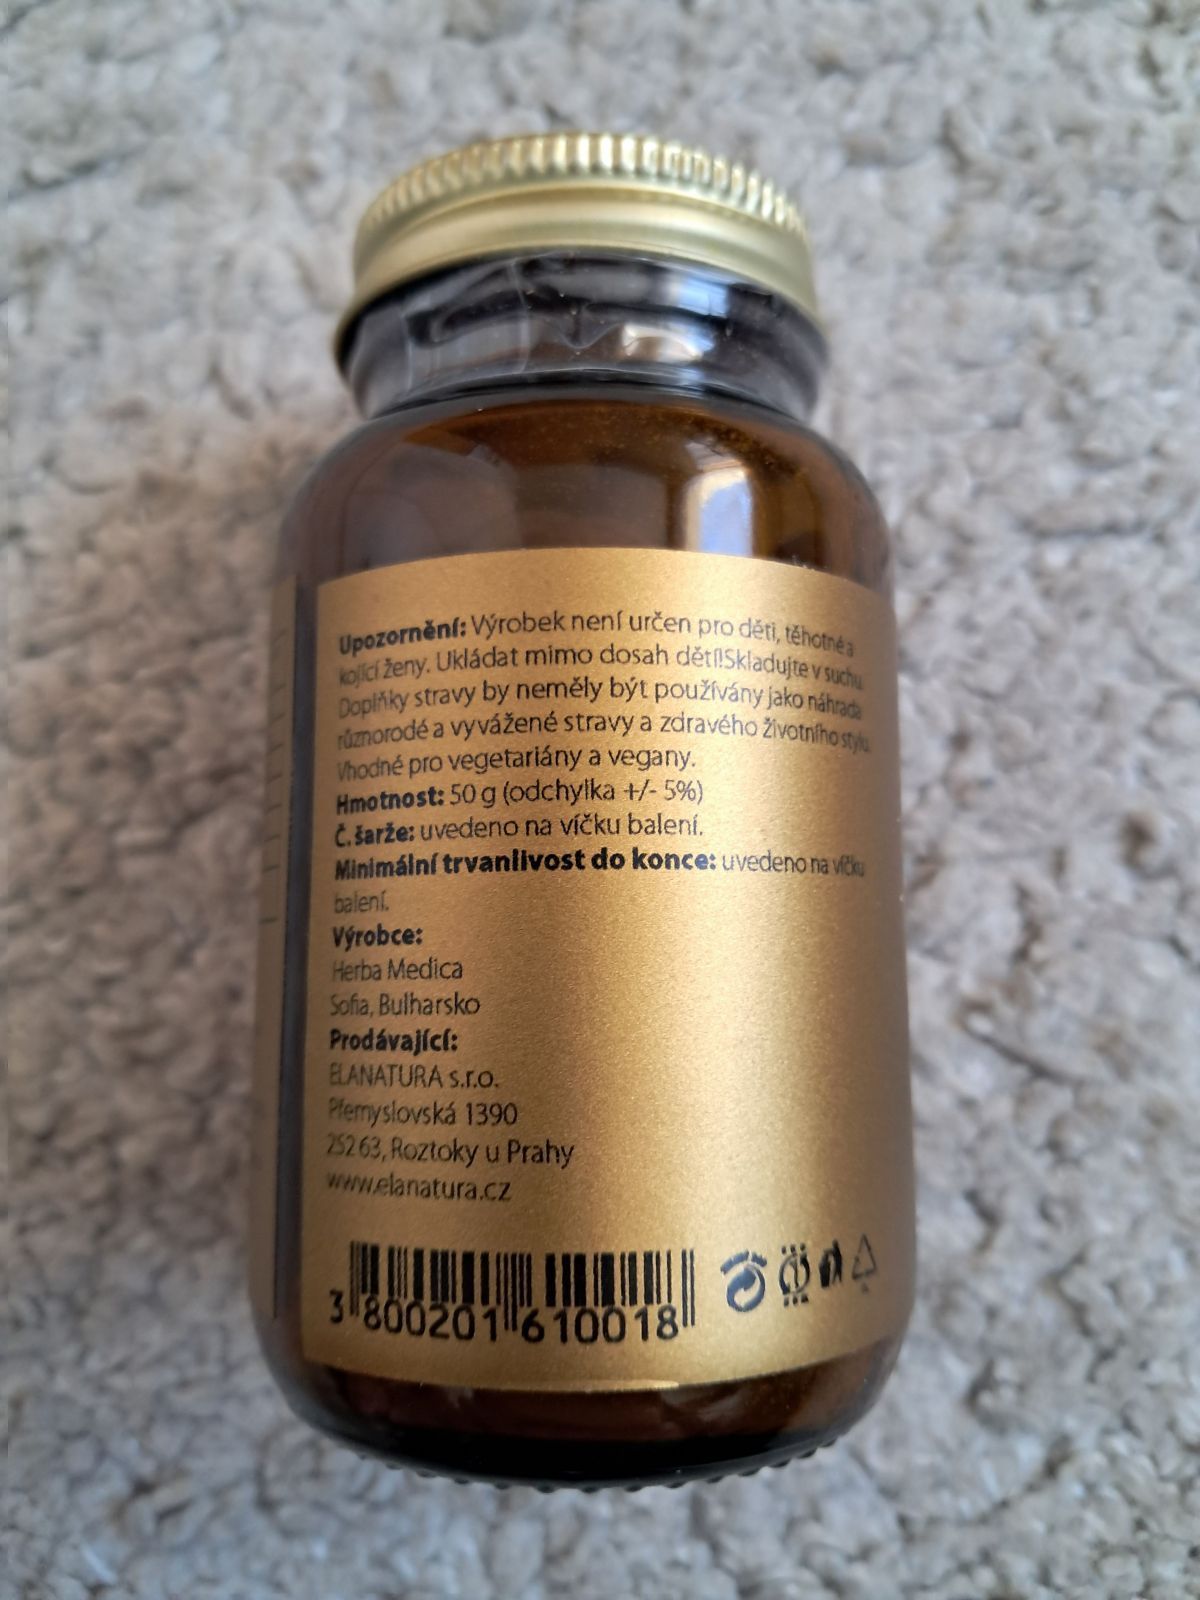 Upozornění: Výrobek není určen pro děti, těhotné a
kojící ženy. Ukládat mimo dosah dětí!Skladujte v suchu.
Doplňky stravy by neměly být používány jako náhrada
různorodé a vyvážené stravy a zdravého životního stylu.
Vhodné pro vegetariány a vegany.
Hmotnost: 50 g (odchylka +/- 5%)
Č. šarže: uvedeno na víčku balení.
Minimální trvanlivost do konce: uvedeno na víčku
balení.
Výrobce:
Herba Medica
Sofia, Bulharsko
Prodávající:
ELANATURA s.r.o.
Přemyslovská 1390
252 63, Roztoky u Prahy
www.elanatura.cz
3 800201 610018